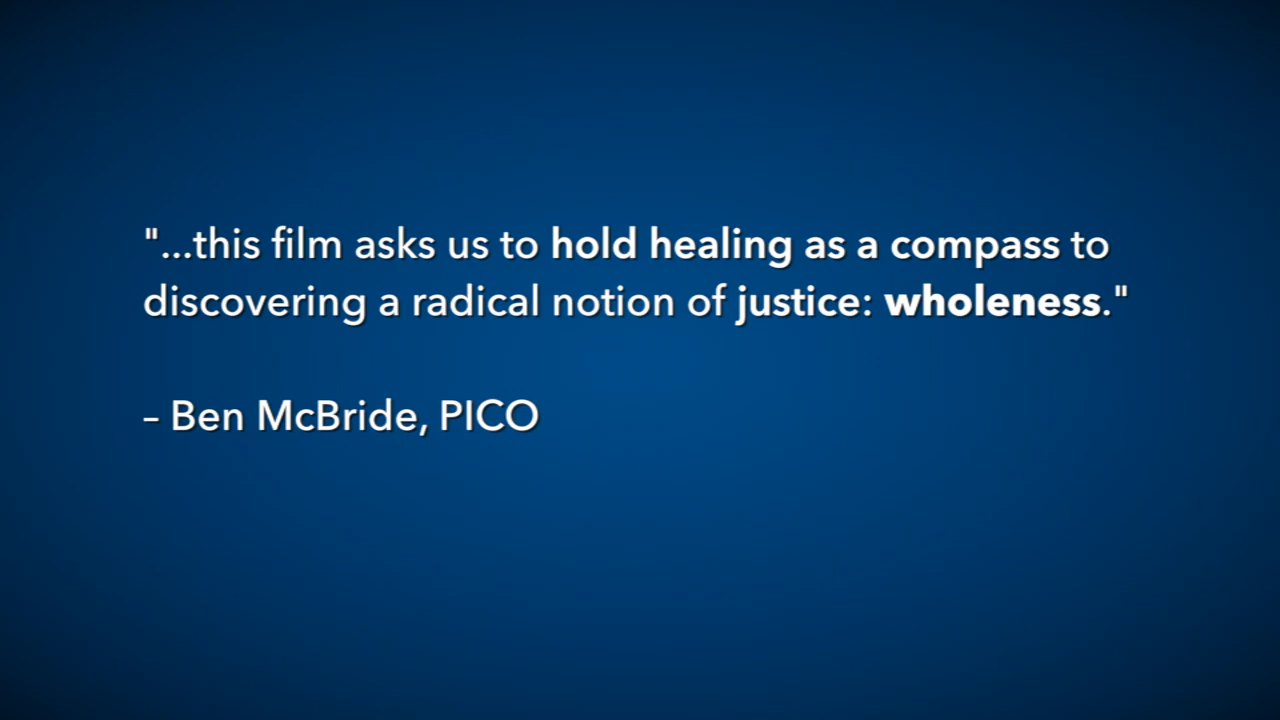 "...this film asks us to hold healing as a compass to
discovering a radical notion of justice: wholeness."
– Ben McBride, PICO